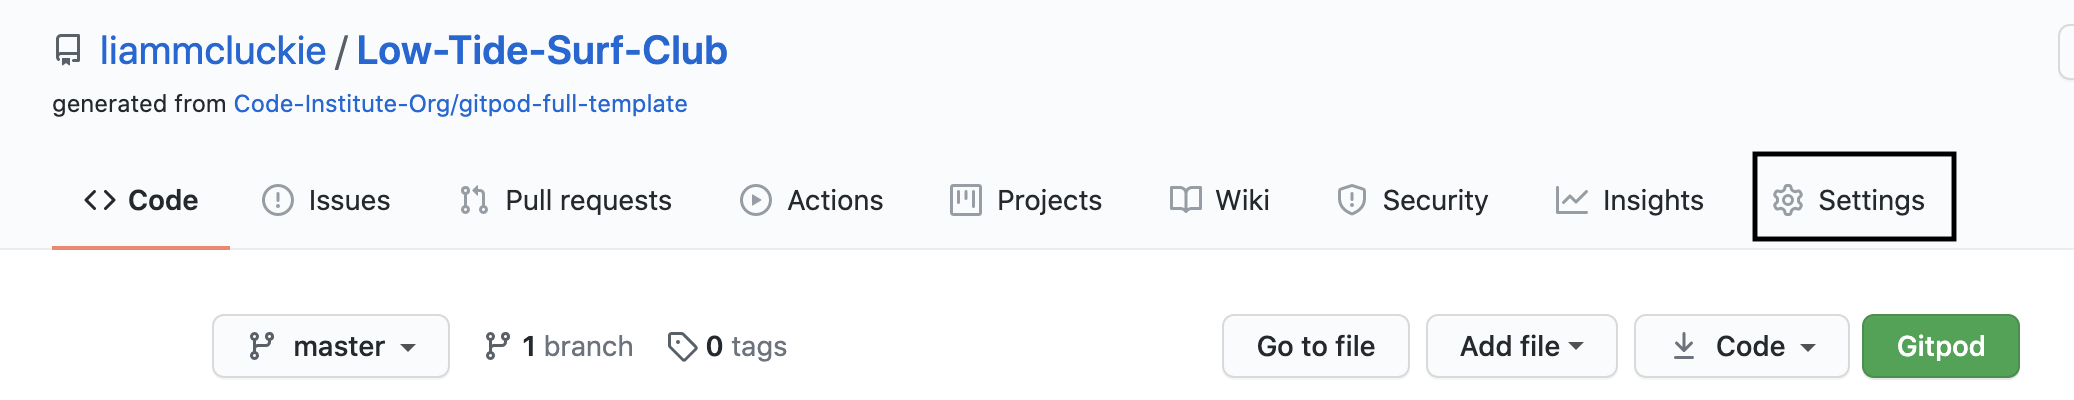 liammcluckie / Low-Tide-Surf-Club
generated from Code-Institute-Org/gitpod-full-template
Code Issues Pull requests Actions Projects Wiki Security Insights Settings
master 1 branch 0 tags Go to file Add file Code Gitpod